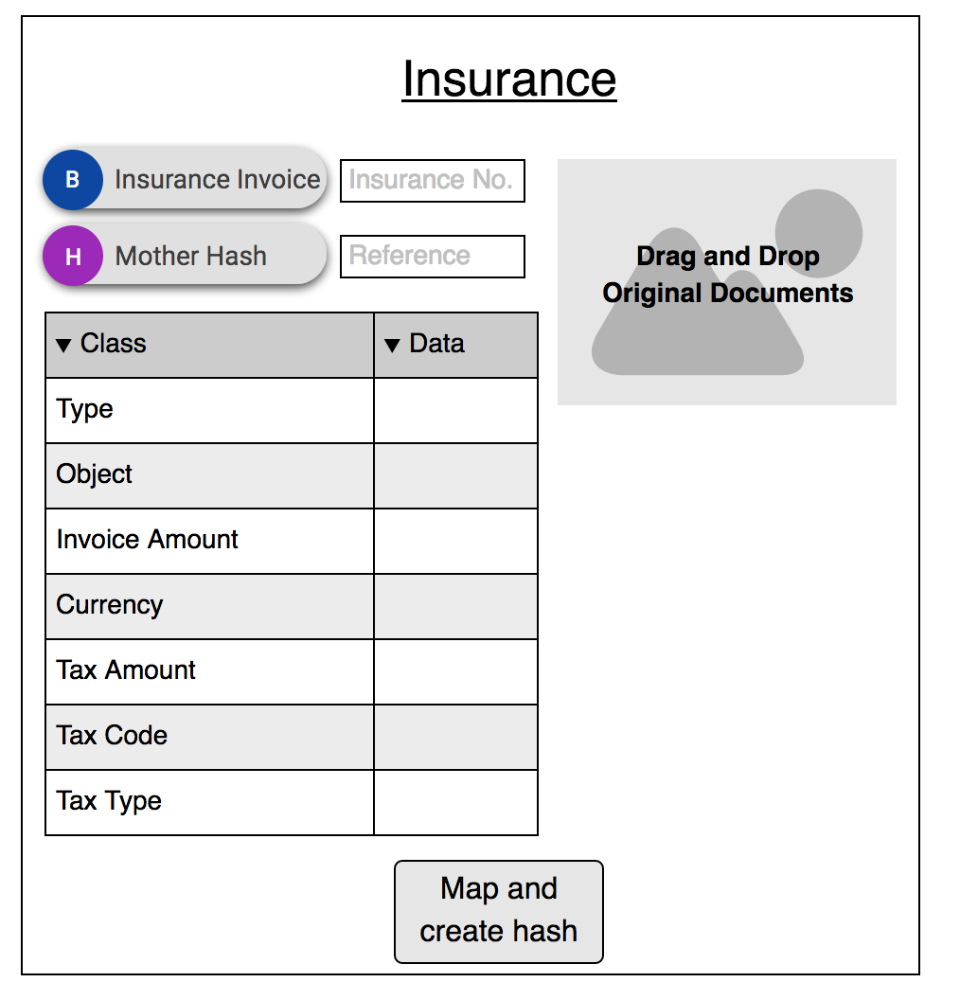 Insurance
B Insurance Invoice Insurance No.
H Mother Hash Reference
Drag and Drop
Original Documents
▼ Class ▼ Data
Type
Object
Invoice Amount
Currency
Tax Amount
Tax Code
Tax Type
Map and
create hash